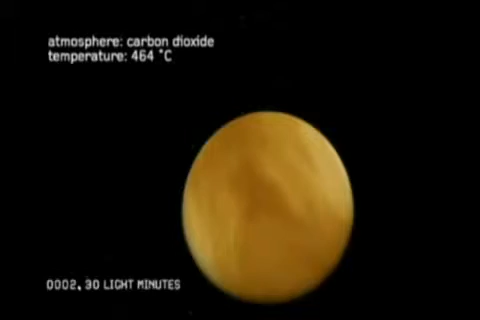 atmosphere: carbon dioxide
temperature: 464 °C
0002.30 LIGHT MINUTES